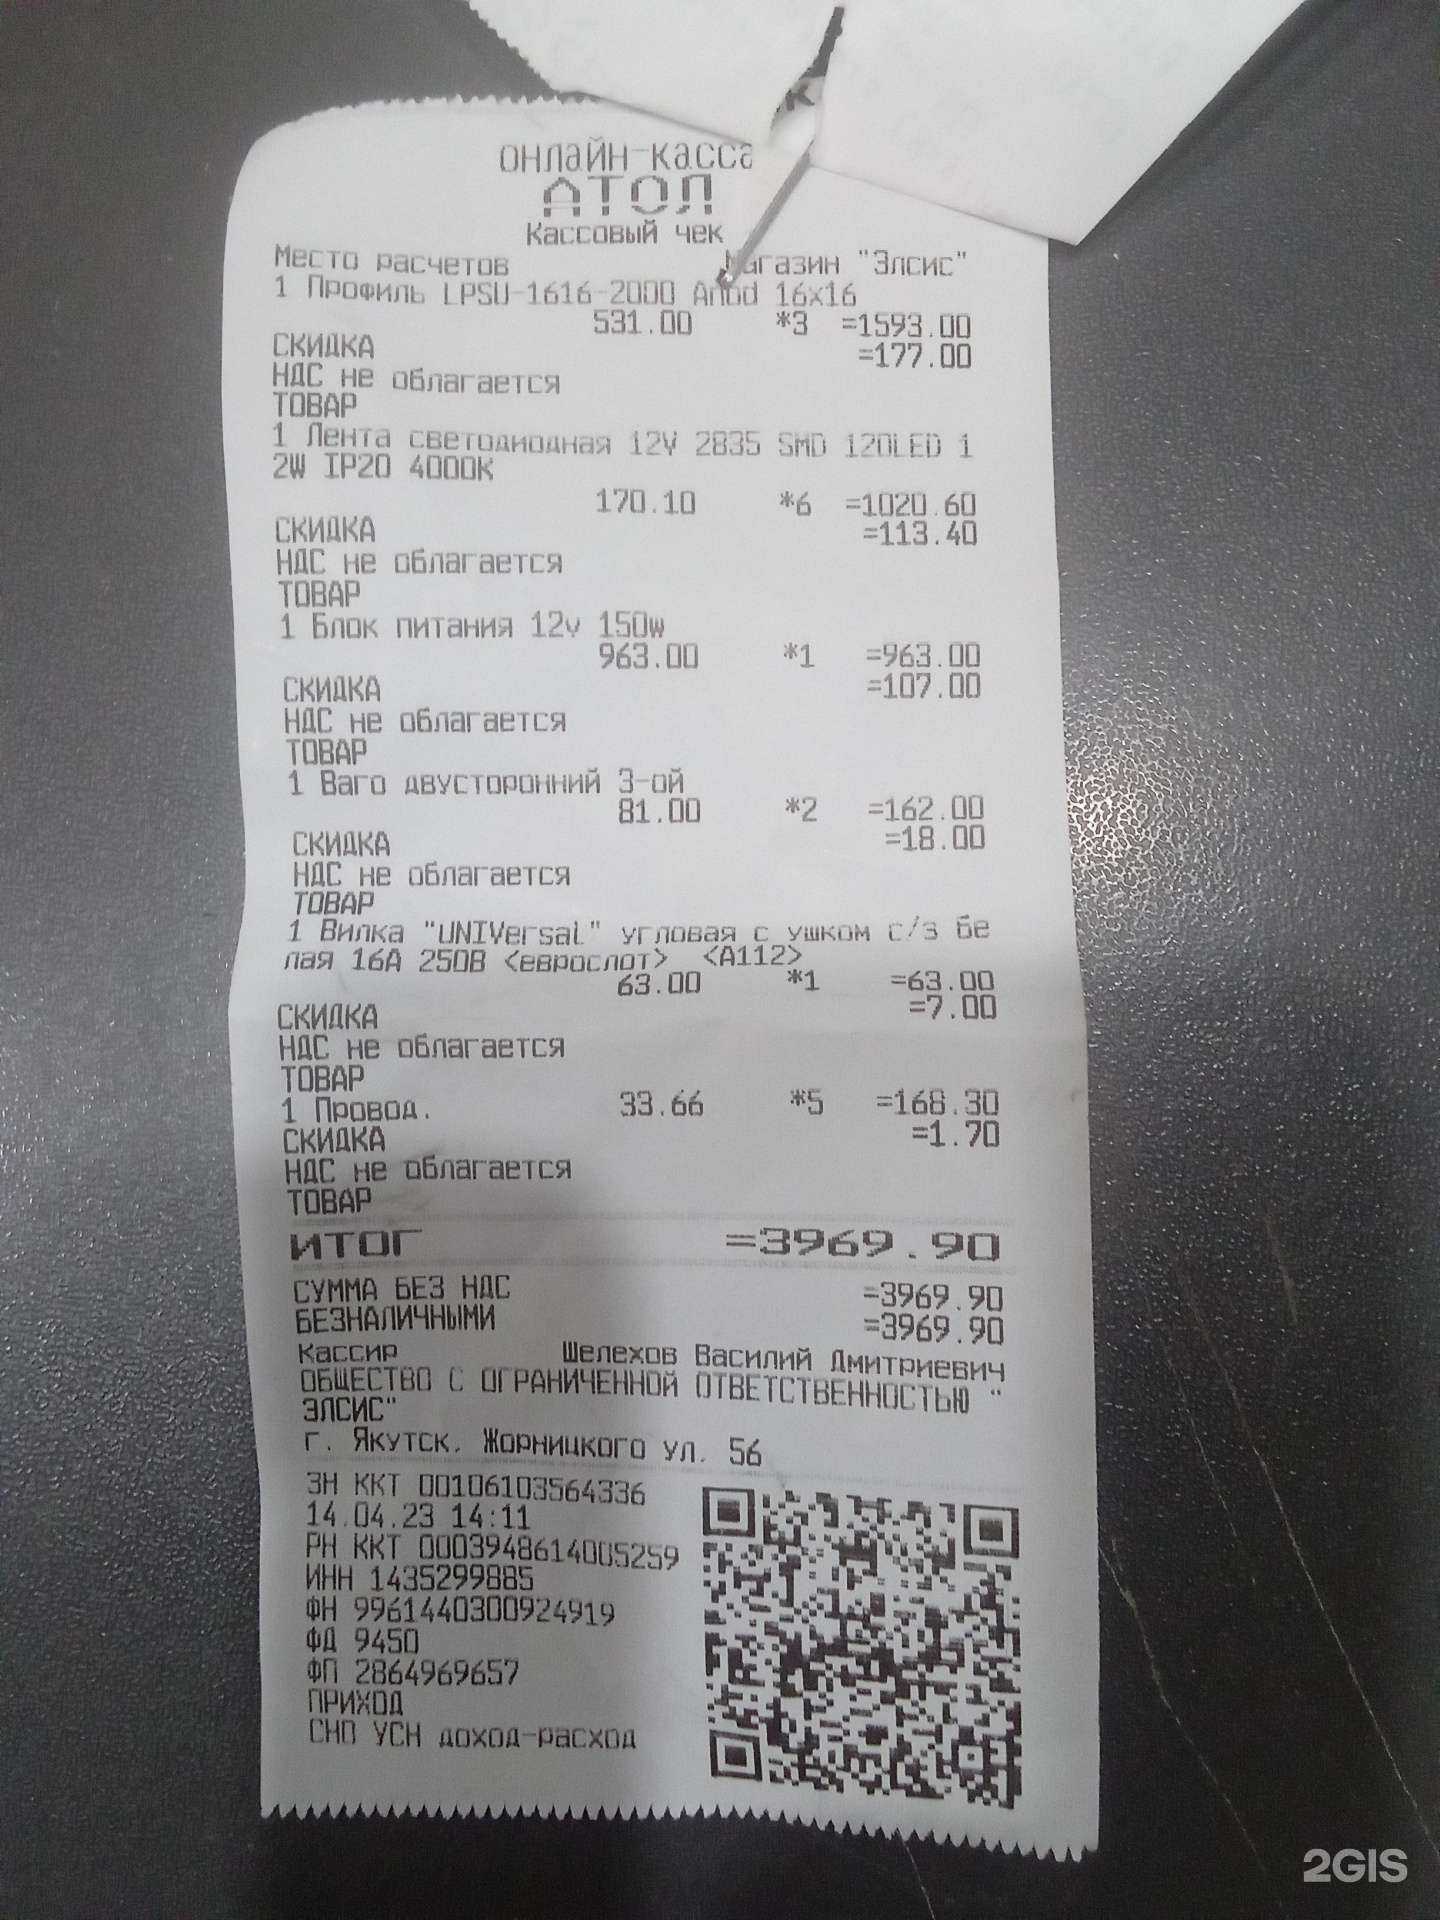 ОНЛАЙН-КАССА
АТОЛ
Кассовый чек
Место расчетов Магазин "Элсис"
1 Профиль LPSU-1616-2000 Anod 16x16
531.00 *3 =1593.00
СКИДКА =177.00
НДС не облагается
ТОВАР
1 Лента светодиодная 12V 2835 SMD 120LED 1
2W IP20 4000K
170.10 *6 =1020.60
СКИДКА =113.40
НДС не облагается
ТОВАР
1 Блок питания 12v 150w
963.00 *1 =963.00
СКИДКА =107.00
НДС не облагается
ТОВАР
1 Ваго двусторонний 3-ой
81.00 *2 =162.00
СКИДКА =18.00
НДС не облагается
ТОВАР
1 Вилка "UNIVersal" угловая с ушком с/з бе
лая 16А 250В <еврослот> <А112>
63.00 *1 =63.00
СКИДКА =7.00
НДС не облагается
ТОВАР
1 Провод. 33.66 *5 =168.30
СКИДКА =1.70
НДС не облагается
ТОВАР
ИТОГ =3969.90
СУММА БЕЗ НДС =3969.90
БЕЗНАЛИЧНЫМИ =3969.90
Кассир Шелехов Василий Дмитриевич
ОБЩЕСТВО С ОГРАНИЧЕННОЙ ОТВЕТСТВЕННОСТЬЮ "
ЭЛСИС"
г. Якутск, Жорницкого ул. 56
ЗН ККТ 00106103564336
14.04.23 14:11
РН ККТ 0003948614005259
ИНН 1435299885
ФН 9961440300924919
ФД 9450
ФП 2864969657
ПРИХОД
СНО УСН доход-расход
2GIS